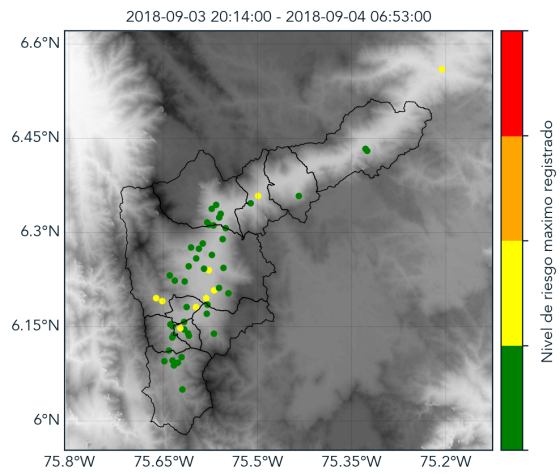 2018-09-03 20:14:00 - 2018-09-04 06:53:00
6.6°N
6.45°N
6.3°N
6.15°N
6°N
75.8°W 75.65°W 75.5°W 75.35°W 75.2°W
Nivel de riesgo maximo registrado